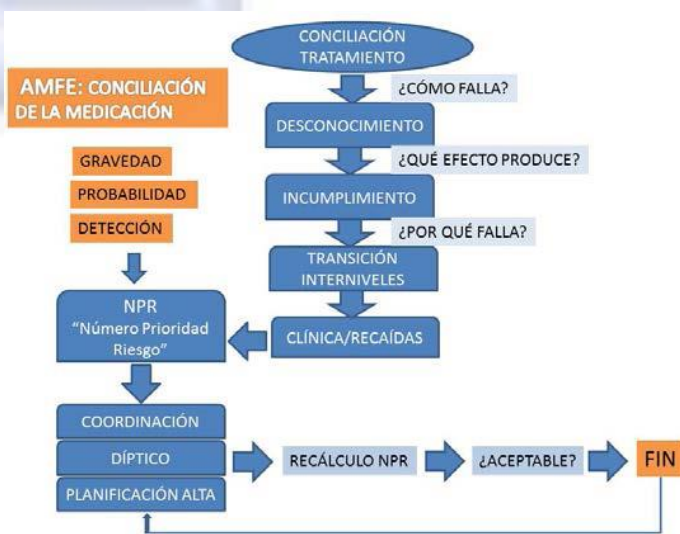 CONCILIACIÓN
TRATAMIENTO
AMFE: CONCILIACIÓN
DE LA MEDICACIÓN
¿CÓMO FALLA?
DESCONOCIMIENTO
¿QUÉ EFECTO PRODUCE?
GRAVEDAD
PROBABILIDAD
DETECCIÓN
INCUMPLIMIENTO
¿POR QUÉ FALLA?
TRANSICIÓN
INTERNIVELES
NPR
“Número Prioridad
Riesgo”
CLÍNICA/RECAÍDAS
COORDINACIÓN
DÍPTICO
PLANIFICACIÓN ALTA
RECÁLCULO NPR
¿ACEPTABLE?
FIN